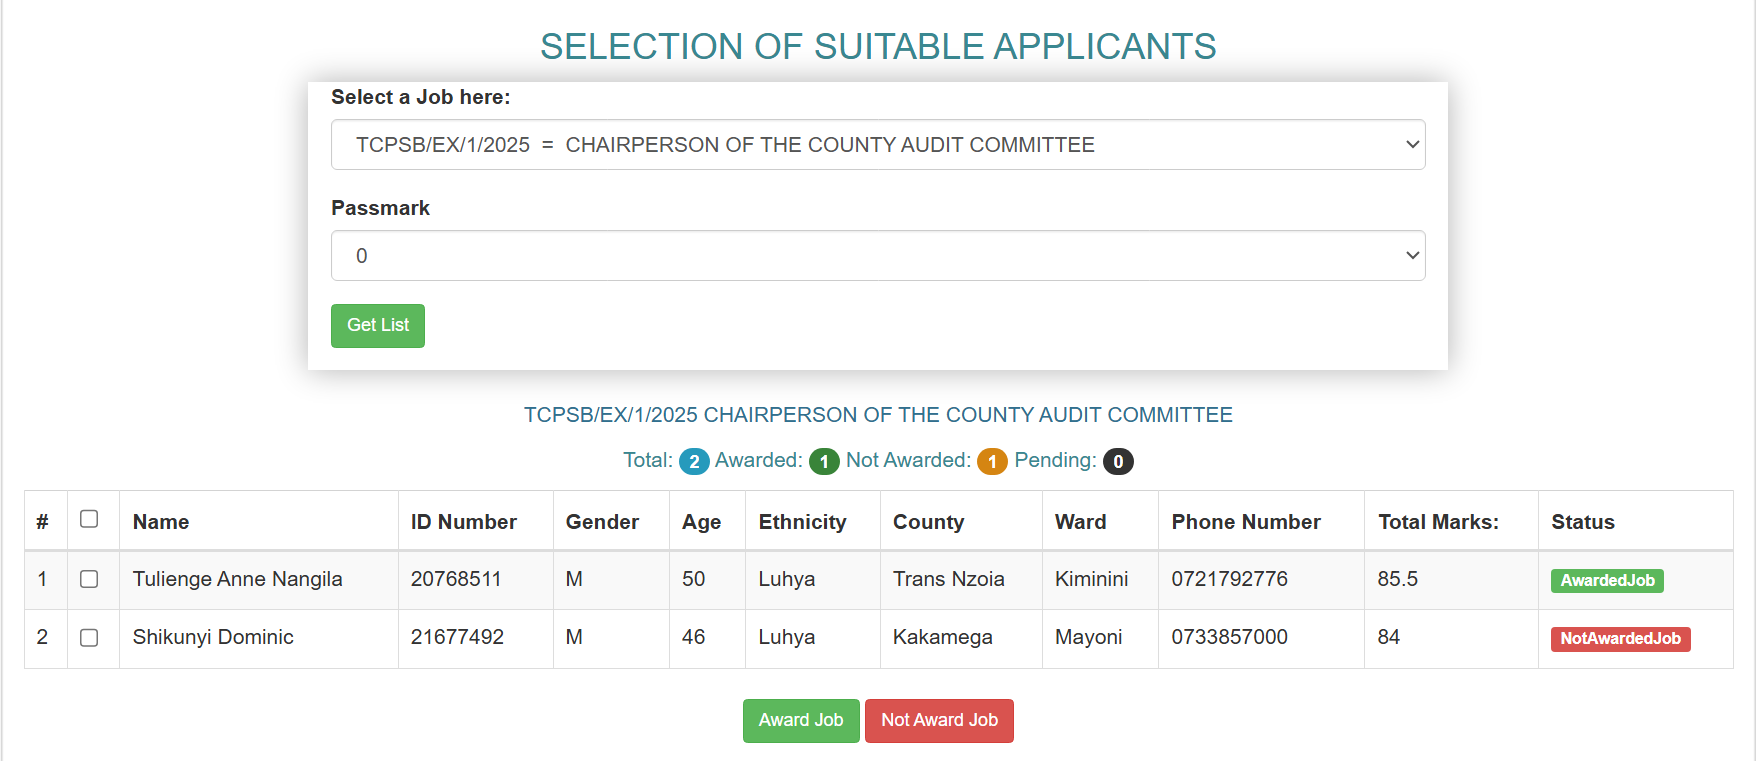 SELECTION OF SUITABLE APPLICANTS
Select a Job here:
TCPSB/EX/1/2025 = CHAIRPERSON OF THE COUNTY AUDIT COMMITTEE
Passmark
0
Get List
TCPSB/EX/1/2025 CHAIRPERSON OF THE COUNTY AUDIT COMMITTEE
Total: 2 Awarded: 1 Not Awarded: 1 Pending: 0
# Name ID Number Gender Age Ethnicity County Ward Phone Number Total Marks: Status
1 Tulienge Anne Nangila 20768511 M 50 Luhya Trans Nzoia Kiminini 0721792776 85.5 AwardedJob
2 Shikunyi Dominic 21677492 M 46 Luhya Kakamega Mayoni 0733857000 84 NotAwardedJob
Award Job Not Award Job